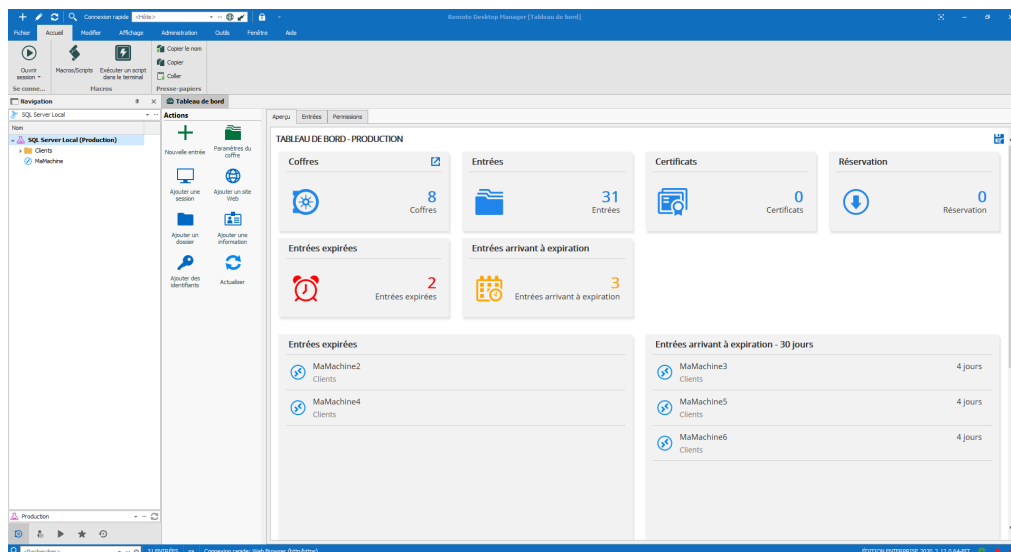 Connexion rapide <Hôte>
Remote Desktop Manager [Tableau de bord]
Fichier Accueil Modifier Affichage Administration Outils Fenêtre Aide
Ouvrir
session
Macros/Scripts
Exécuter un script
dans le terminal
Copier le nom
Copier
Coller
Se conne... Macros Presse-papiers
Navigation
Tableau de bord
SQL Server Local
Nom
SQL Server Local (Production)
Clients
MaMachine
Actions
Nouvelle entrée
Paramètres du
coffre
Ajouter une
session
Ajouter un site
Web
Ajouter un
dossier
Ajouter une
information
Ajouter des
identifiants
Actualiser
Aperçu Entrées Permissions
TABLEAU DE BORD - PRODUCTION
Coffres
8
Coffres
Entrées
31
Entrées
Certificats
0
Certificats
Réservation
0
Réservation
Entrées expirées
2
Entrées expirées
Entrées arrivant à expiration
3
Entrées arrivant à expiration
Entrées expirées
MaMachine2
Clients
MaMachine4
Clients
Entrées arrivant à expiration - 30 jours
MaMachine3 4 jours
Clients
MaMachine5 4 jours
Clients
MaMachine6 4 jours
Clients
Production